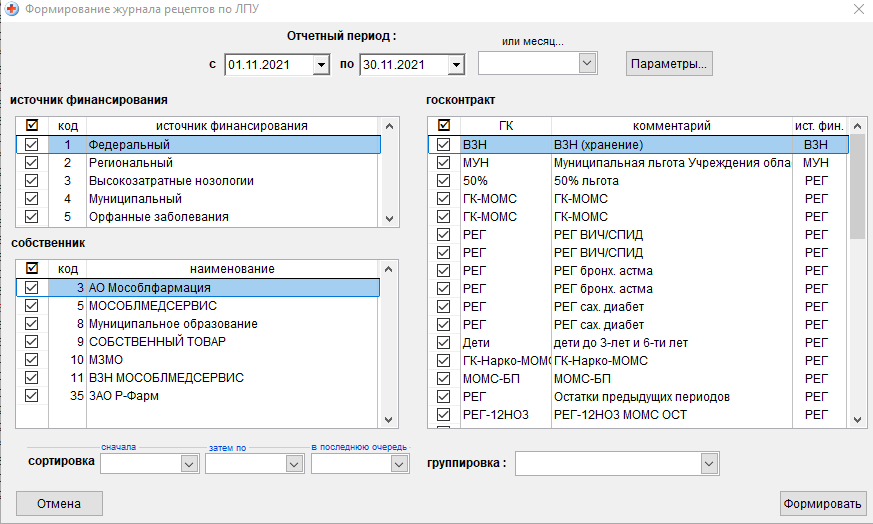 Формирование журнала рецептов по ЛПУ
Отчетный период :
или месяц...
с 01.11.2021 по 30.11.2021 Параметры...
источник финансирования
код источник финансирования
1 Федеральный
2 Региональный
3 Высокозатратные нозологии
4 Муниципальный
5 Орфанные заболевания
собственник
код наименование
3 АО Мособлфармация
5 МОСОБЛМЕДСЕРВИС
8 Муниципальное образование
9 СОБСТВЕННЫЙ ТОВАР
10 МЗМО
11 ВЗН МОСОБЛМЕДСЕРВИС
35 ЗАО Р-Фарм
госконтракт
ГК комментарий ист. фин.
ВЗН ВЗН (хранение) ВЗН
МУН Муниципальная льгота Учреждения обла МУН
50% 50% льгота РЕГ
ГК-МОМС ГК-МОМС РЕГ
ГК-МОМС ГК-МОМС РЕГ
РЕГ РЕГ ВИЧ/СПИД РЕГ
РЕГ РЕГ ВИЧ/СПИД РЕГ
РЕГ РЕГ бронх. астма РЕГ
РЕГ РЕГ бронх. астма РЕГ
РЕГ РЕГ сах. диабет РЕГ
РЕГ РЕГ сах. диабет РЕГ
Дети дети до 3-лет и 6-ти лет РЕГ
ГК-Нарко-МОМС ГК-Нарко-МОМС РЕГ
МОМС-БП МОМС-БП РЕГ
РЕГ Остатки предыдущих периодов РЕГ
РЕГ-12НОЗ РЕГ-12НОЗ МОМС ОСТ РЕГ
сначала затем по в последнюю очередь
сортировка группировка :
Отмена Формировать